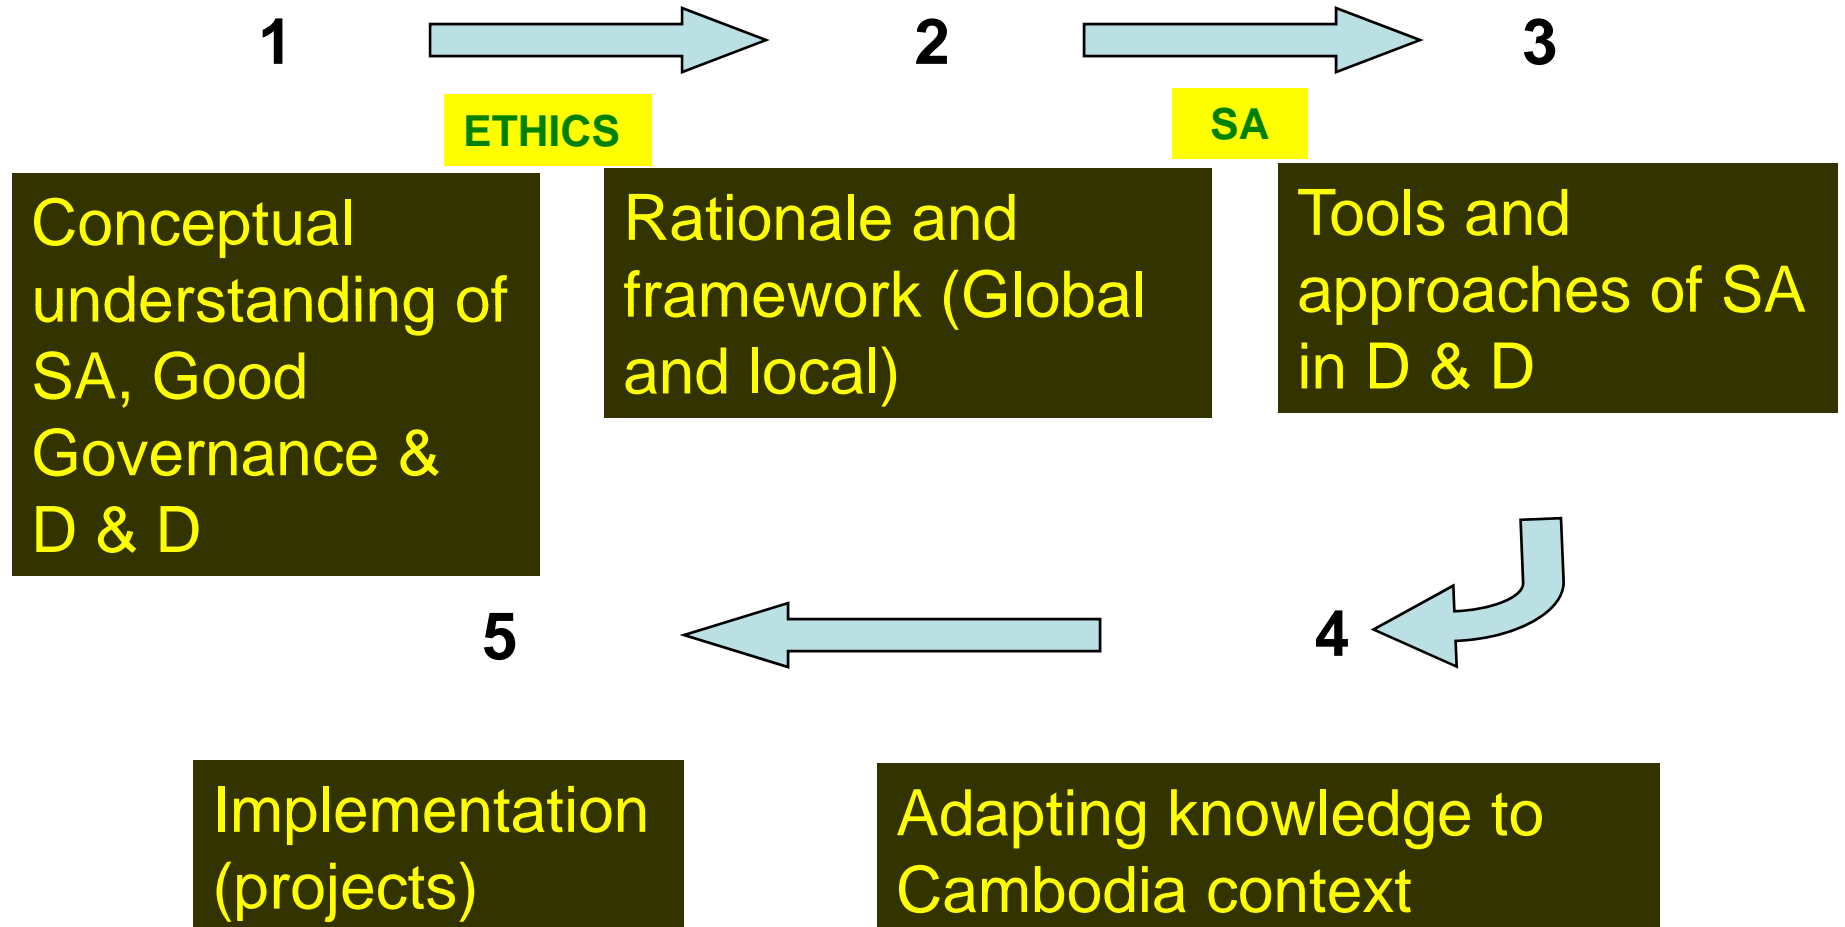 1
2
3
ETHICS
SA
Conceptual
understanding of
SA, Good
Governance &
D & D
Rationale and
framework (Global
and local)
Tools and
approaches of SA
in D & D
4
5
Adapting knowledge to
Cambodia context
Implementation
(projects)